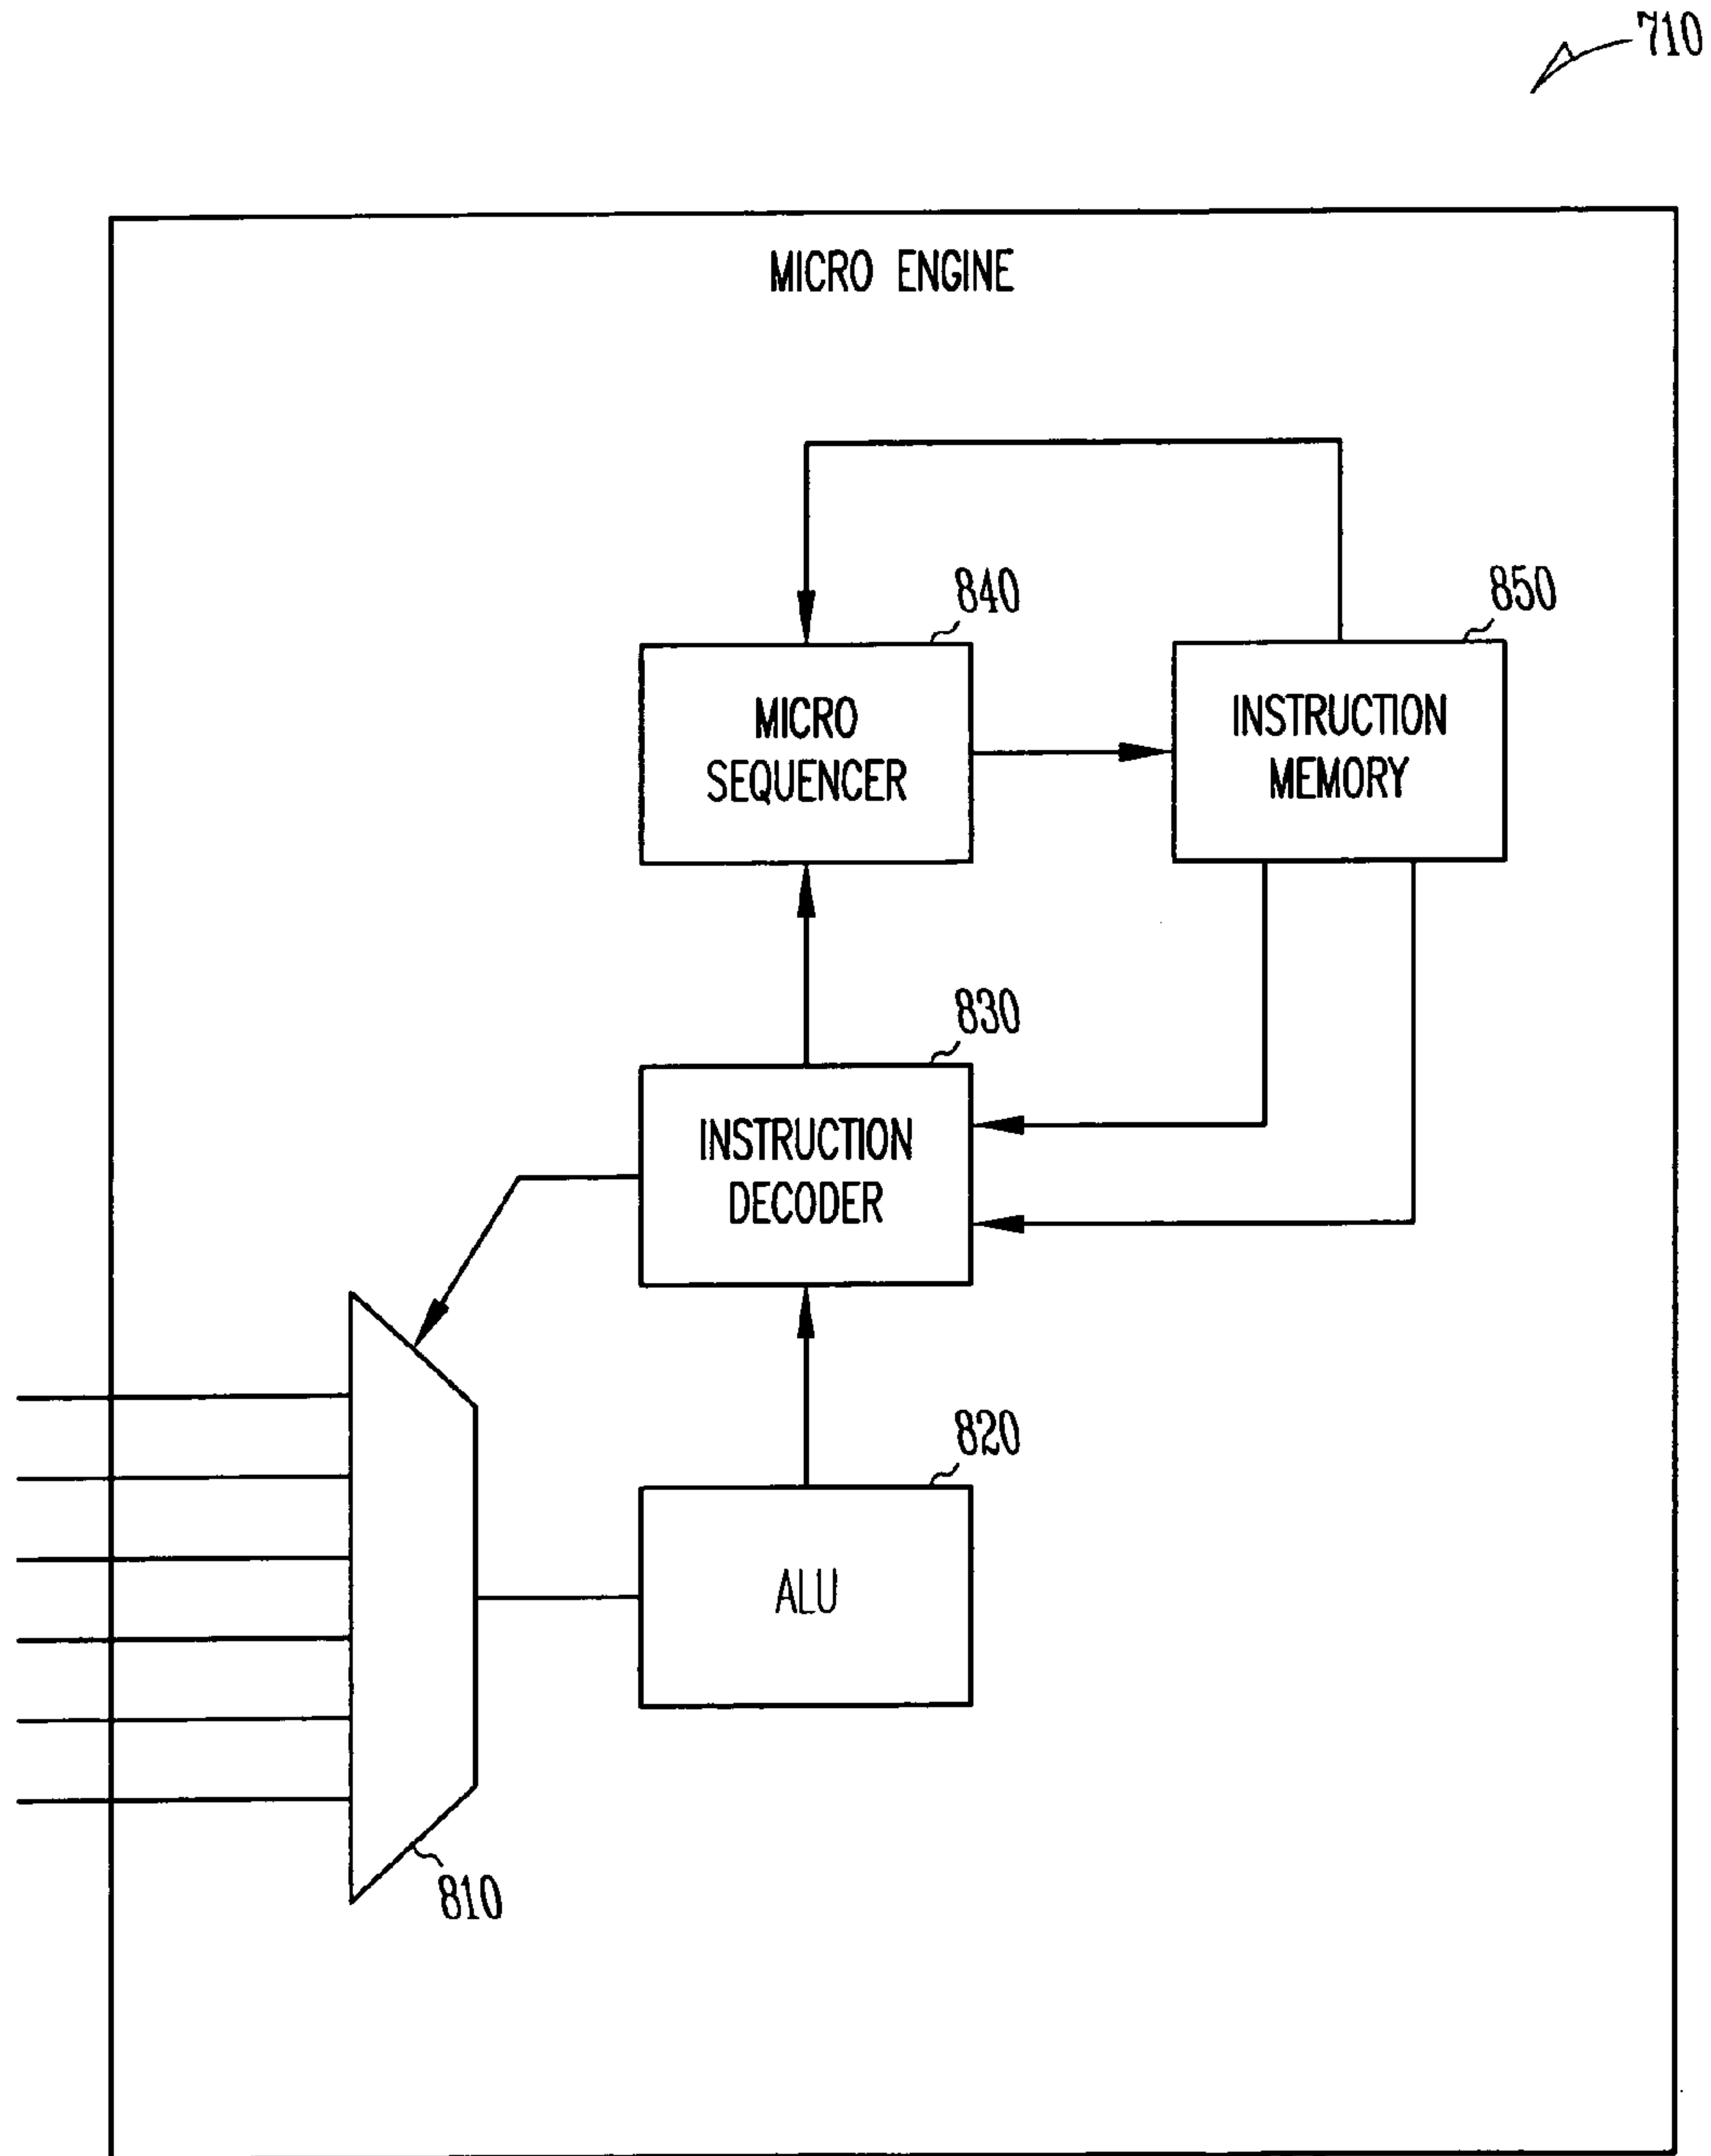 710
MICRO ENGINE
840
850
MICRO
SEQUENCER
INSTRUCTION
MEMORY
830
INSTRUCTION
DECODER
820
ALU
810